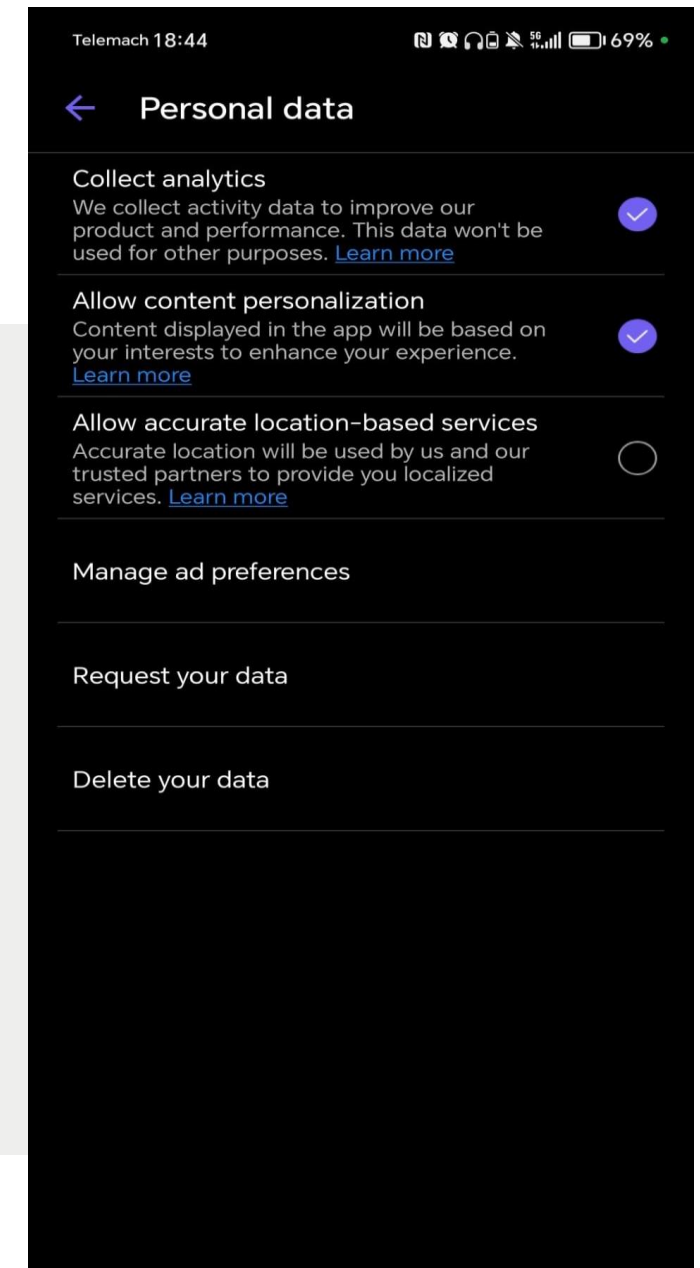 Telemach 18:44 5G 69%
Personal data
Collect analytics
We collect activity data to improve our
product and performance. This data won't be
used for other purposes. Learn more
Allow content personalization
Content displayed in the app will be based on
your interests to enhance your experience.
Learn more
Allow accurate location-based services
Accurate location will be used by us and our
trusted partners to provide you localized
services. Learn more
Manage ad preferences
Request your data
Delete your data